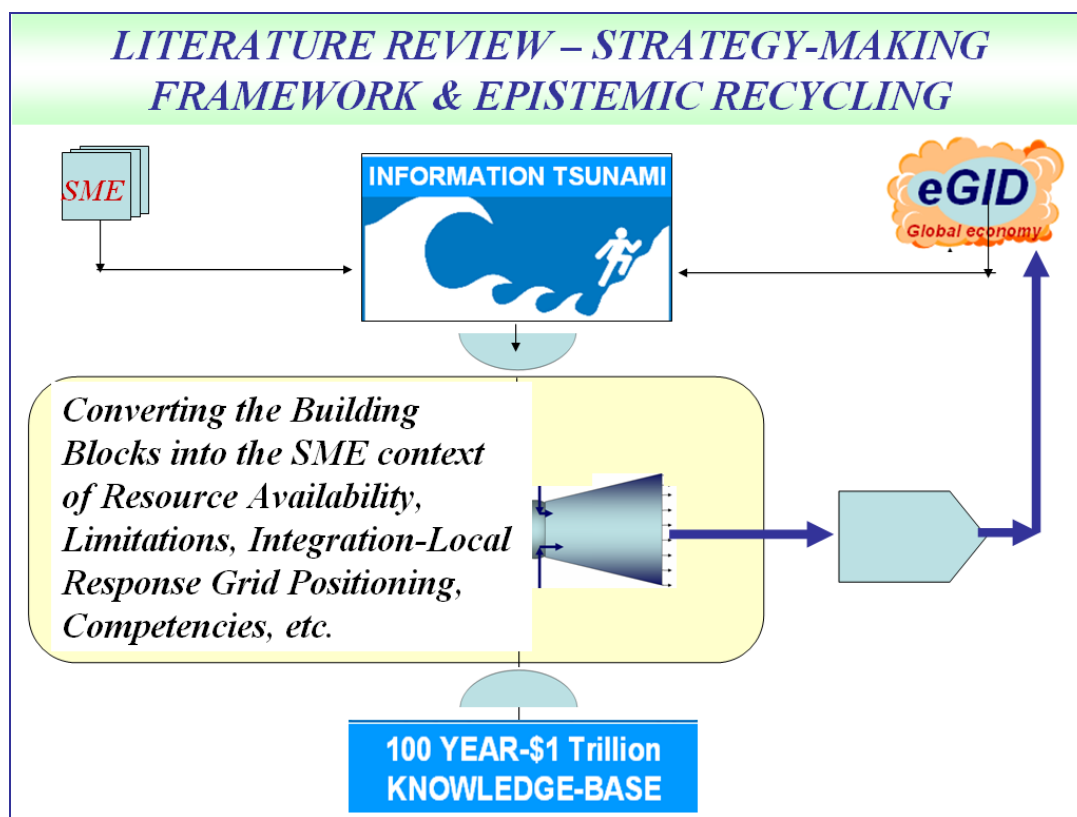 LITERATURE REVIEW – STRATEGY-MAKING
FRAMEWORK & EPISTEMIC RECYCLING
SME
INFORMATION TSUNAMI
eGID
Global economy
Converting the Building
Blocks into the SME context
of Resource Availability,
Limitations, Integration-Local
Response Grid Positioning,
Competencies, etc.
100 YEAR-$1 Trillion
KNOWLEDGE-BASE